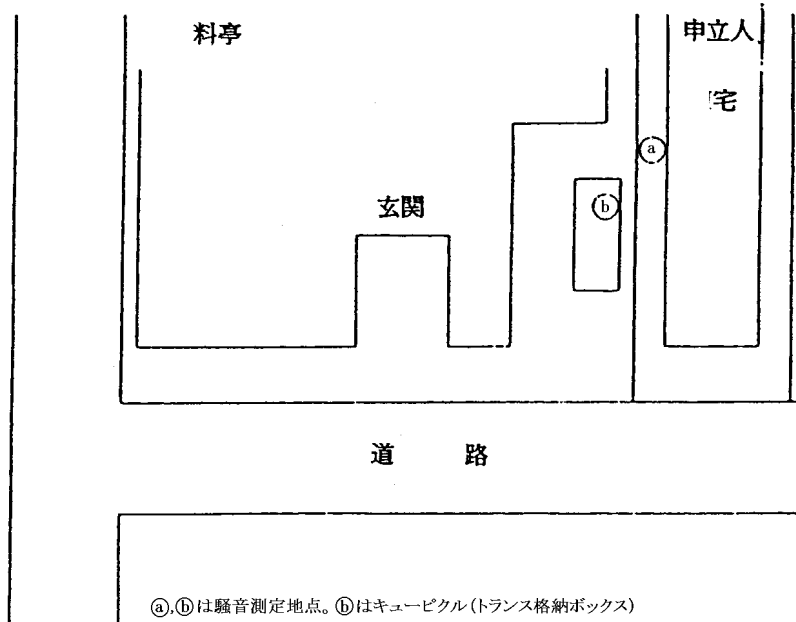 料亭
申立人
宅
ⓐ
ⓑ
玄関
道 路
ⓐ,ⓑは騒音測定地点。ⓑはキュービクル(トランス格納ボックス)